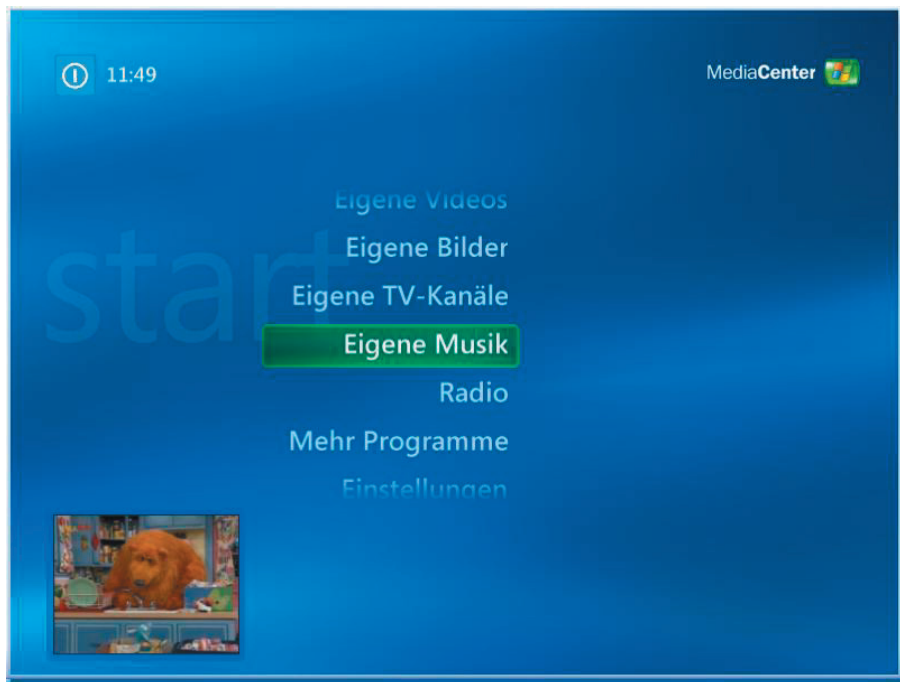 11:49
MediaCenter
start
Eigene Videos
Eigene Bilder
Eigene TV-Kanäle
Eigene Musik
Radio
Mehr Programme
Einstellungen